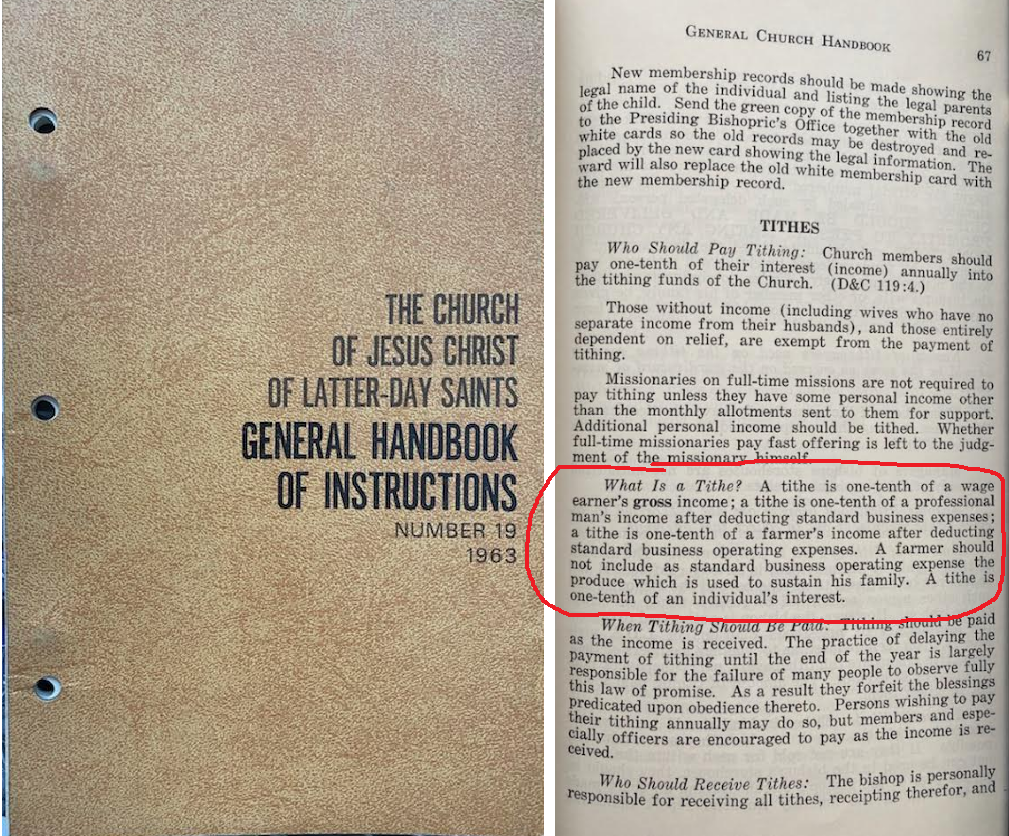 THE CHURCH
OF JESUS CHRIST
OF LATTER-DAY SAINTS
GENERAL HANDBOOK
OF INSTRUCTIONS
NUMBER 19
1963
GENERAL CHURCH HANDBOOK
67
New membership records should be made showing the
legal name of the individual and listing the legal parents
of the child. Send the green copy of the membership record
to the Presiding Bishopric's Office together with the old
white cards so the old records may be destroyed and re-
placed by the new card showing the legal information. The
ward will also replace the old white membership card with
the new membership record.
TITHES
Who Should Pay Tithing: Church members should
pay one-tenth of their interest (income) annually into
the tithing funds of the Church. (D&C 119:4.)
Those without income (including wives who have no
separate income from their husbands), and those entirely
dependent on relief, are exempt from the payment of
tithing.
Missionaries on full-time missions are not required to
pay tithing unless they have some personal income other
than the monthly allotments sent to them for support.
Additional personal income should be tithed. Whether
full-time missionaries pay fast offering is left to the judg-
ment of the missionary himself.
What Is a Tithe? A tithe is one-tenth of a wage
earner's gross income; a tithe is one-tenth of a professional
man's income after deducting standard business expenses;
a tithe is one-tenth of a farmer's income after deducting
standard business operating expenses. A farmer should
not include as standard business operating expense the
produce which is used to sustain his family. A tithe is
one-tenth of an individual's interest.
When Tithing Should Be Paid: Tithing should be paid
as the income is received. The practice of delaying the
payment of tithing until the end of the year is largely
responsible for the failure of many people to observe fully
this law of promise. As a result they forfeit the blessings
predicated upon obedience thereto. Persons wishing to pay
their tithing annually may do so, but members and espe-
cially officers are encouraged to pay as the income is re-
ceived.
Who Should Receive Tithes: The bishop is personally
responsible for receiving all tithes, receipting therefor, and